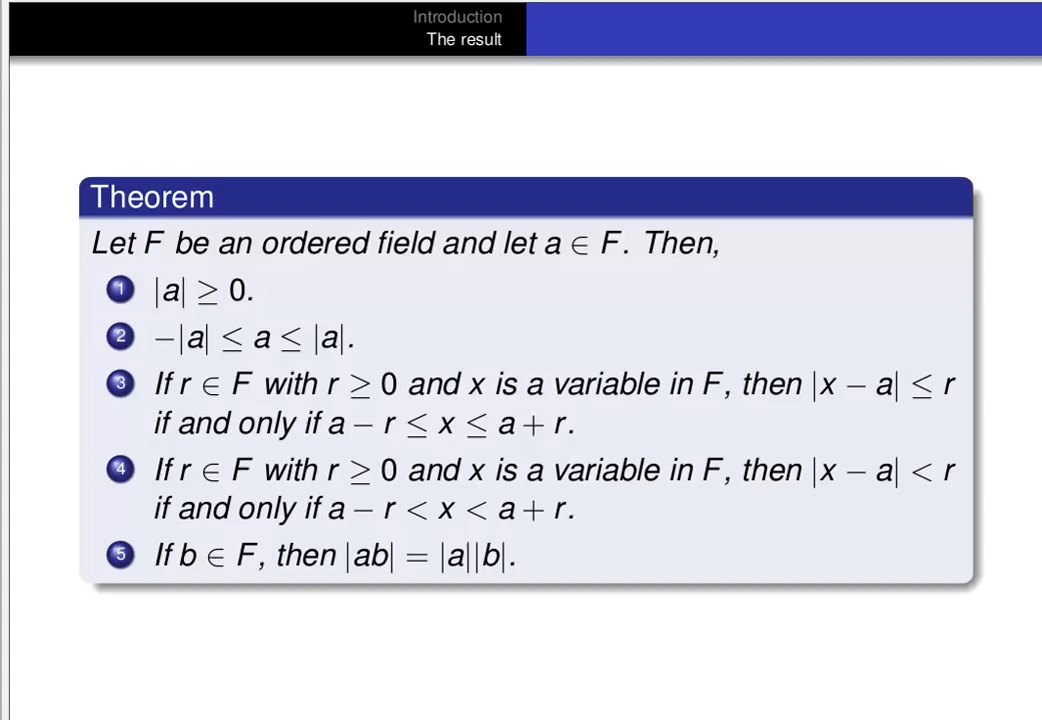 Introduction
The result
Theorem
Let F be an ordered field and let a ∈ F. Then,
1 |a| ≥ 0.
2 −|a| ≤ a ≤ |a|.
3 If r ∈ F with r ≥ 0 and x is a variable in F, then |x − a| ≤ r
if and only if a − r ≤ x ≤ a + r.
4 If r ∈ F with r ≥ 0 and x is a variable in F, then |x − a| < r
if and only if a − r < x < a + r.
5 If b ∈ F, then |ab| = |a||b|.